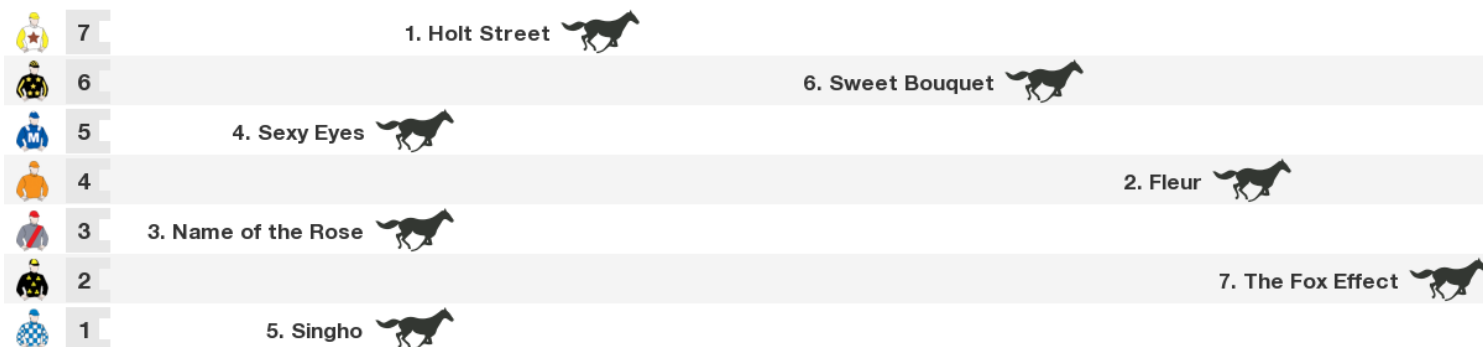 7 1. Holt Street
6 6. Sweet Bouquet
5 4. Sexy Eyes
M
4 2. Fleur
3 3. Name of the Rose
2 7. The Fox Effect
1 5. Singho